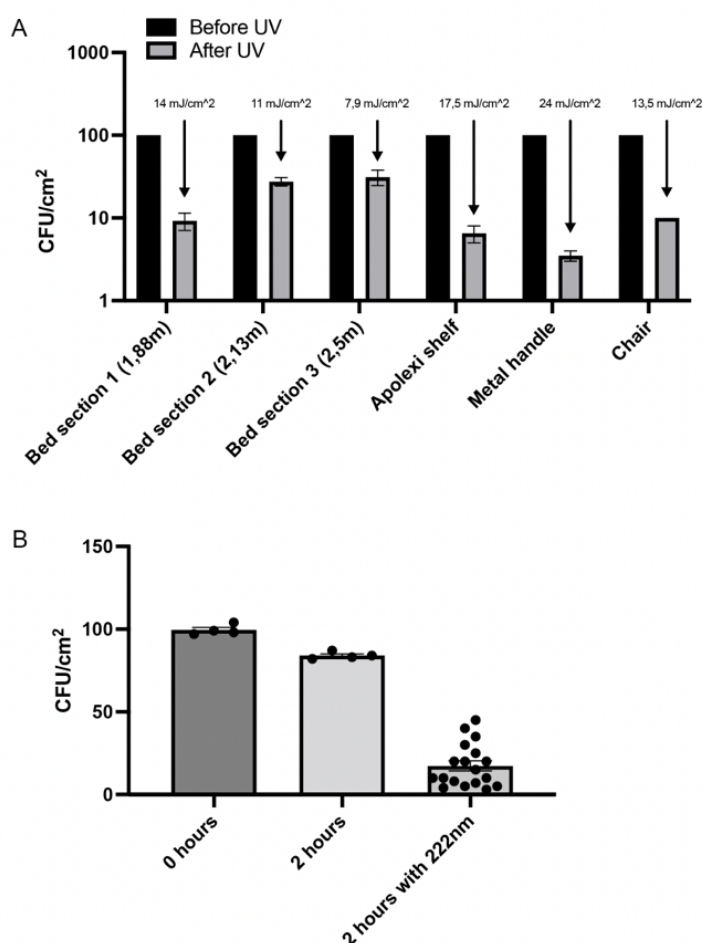 A
Before UV
After UV
1000
100
10
1
CFU/cm²
14 mJ/cm^2
11 mJ/cm^2
7,9 mJ/cm^2
17,5 mJ/cm^2
24 mJ/cm^2
13,5 mJ/cm^2
Bed section 1 (1,88m)
Bed section 2 (2,13m)
Bed section 3 (2,5m)
Apolexi shelf
Metal handle
Chair
B
150
100
50
0
CFU/cm²
0 hours
2 hours
2 hours with 222nm